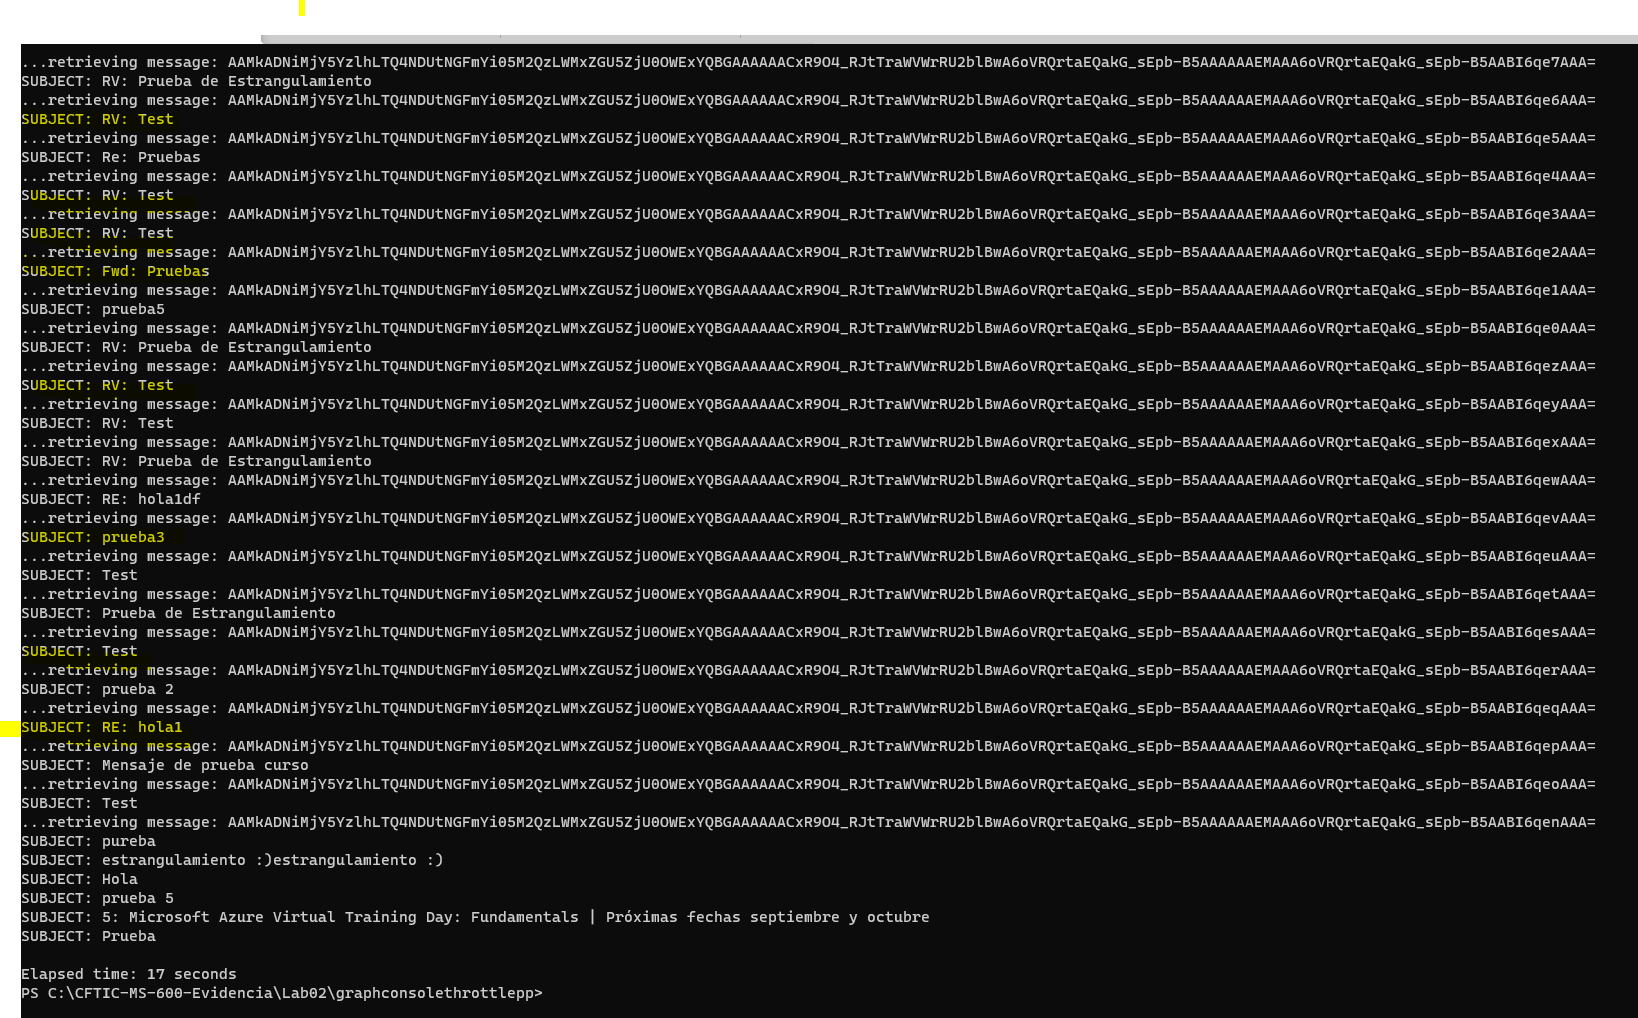 ...retrieving message: AAMkADNiMjY5YzlhLTQ4NDUtNGFmYi05M2QzLWMxZGU5ZjU0OWExYQBGAAAAAACxR9O4_RJtTraWVWrRU2blBwA6oVRQrtaEQakG_sEpb-B5AAAAAAEMAAA6oVRQrtaEQakG_sEpb-B5AABI6qe7AAA=
SUBJECT: RV: Prueba de Estrangulamiento
...retrieving message: AAMkADNiMjY5YzlhLTQ4NDUtNGFmYi05M2QzLWMxZGU5ZjU0OWExYQBGAAAAAACxR9O4_RJtTraWVWrRU2blBwA6oVRQrtaEQakG_sEpb-B5AAAAAAEMAAA6oVRQrtaEQakG_sEpb-B5AABI6qe6AAA=
SUBJECT: RV: Test
...retrieving message: AAMkADNiMjY5YzlhLTQ4NDUtNGFmYi05M2QzLWMxZGU5ZjU0OWExYQBGAAAAAACxR9O4_RJtTraWVWrRU2blBwA6oVRQrtaEQakG_sEpb-B5AAAAAAEMAAA6oVRQrtaEQakG_sEpb-B5AABI6qe5AAA=
SUBJECT: Re: Pruebas
...retrieving message: AAMkADNiMjY5YzlhLTQ4NDUtNGFmYi05M2QzLWMxZGU5ZjU0OWExYQBGAAAAAACxR9O4_RJtTraWVWrRU2blBwA6oVRQrtaEQakG_sEpb-B5AAAAAAEMAAA6oVRQrtaEQakG_sEpb-B5AABI6qe4AAA=
SUBJECT: RV: Test
...retrieving message: AAMkADNiMjY5YzlhLTQ4NDUtNGFmYi05M2QzLWMxZGU5ZjU0OWExYQBGAAAAAACxR9O4_RJtTraWVWrRU2blBwA6oVRQrtaEQakG_sEpb-B5AAAAAAEMAAA6oVRQrtaEQakG_sEpb-B5AABI6qe3AAA=
SUBJECT: RV: Test
...retrieving message: AAMkADNiMjY5YzlhLTQ4NDUtNGFmYi05M2QzLWMxZGU5ZjU0OWExYQBGAAAAAACxR9O4_RJtTraWVWrRU2blBwA6oVRQrtaEQakG_sEpb-B5AAAAAAEMAAA6oVRQrtaEQakG_sEpb-B5AABI6qe2AAA=
SUBJECT: Fwd: Pruebas
...retrieving message: AAMkADNiMjY5YzlhLTQ4NDUtNGFmYi05M2QzLWMxZGU5ZjU0OWExYQBGAAAAAACxR9O4_RJtTraWVWrRU2blBwA6oVRQrtaEQakG_sEpb-B5AAAAAAEMAAA6oVRQrtaEQakG_sEpb-B5AABI6qe1AAA=
SUBJECT: prueba5
...retrieving message: AAMkADNiMjY5YzlhLTQ4NDUtNGFmYi05M2QzLWMxZGU5ZjU0OWExYQBGAAAAAACxR9O4_RJtTraWVWrRU2blBwA6oVRQrtaEQakG_sEpb-B5AAAAAAEMAAA6oVRQrtaEQakG_sEpb-B5AABI6qe0AAA=
SUBJECT: RV: Prueba de Estrangulamiento
...retrieving message: AAMkADNiMjY5YzlhLTQ4NDUtNGFmYi05M2QzLWMxZGU5ZjU0OWExYQBGAAAAAACxR9O4_RJtTraWVWrRU2blBwA6oVRQrtaEQakG_sEpb-B5AAAAAAEMAAA6oVRQrtaEQakG_sEpb-B5AABI6qezAAA=
SUBJECT: RV: Test
...retrieving message: AAMkADNiMjY5YzlhLTQ4NDUtNGFmYi05M2QzLWMxZGU5ZjU0OWExYQBGAAAAAACxR9O4_RJtTraWVWrRU2blBwA6oVRQrtaEQakG_sEpb-B5AAAAAAEMAAA6oVRQrtaEQakG_sEpb-B5AABI6qeyAAA=
SUBJECT: RV: Test
...retrieving message: AAMkADNiMjY5YzlhLTQ4NDUtNGFmYi05M2QzLWMxZGU5ZjU0OWExYQBGAAAAAACxR9O4_RJtTraWVWrRU2blBwA6oVRQrtaEQakG_sEpb-B5AAAAAAEMAAA6oVRQrtaEQakG_sEpb-B5AABI6qexAAA=
SUBJECT: RV: Prueba de Estrangulamiento
...retrieving message: AAMkADNiMjY5YzlhLTQ4NDUtNGFmYi05M2QzLWMxZGU5ZjU0OWExYQBGAAAAAACxR9O4_RJtTraWVWrRU2blBwA6oVRQrtaEQakG_sEpb-B5AAAAAAEMAAA6oVRQrtaEQakG_sEpb-B5AABI6qewAAA=
SUBJECT: RE: hola1df
...retrieving message: AAMkADNiMjY5YzlhLTQ4NDUtNGFmYi05M2QzLWMxZGU5ZjU0OWExYQBGAAAAAACxR9O4_RJtTraWVWrRU2blBwA6oVRQrtaEQakG_sEpb-B5AAAAAAEMAAA6oVRQrtaEQakG_sEpb-B5AABI6qevAAA=
SUBJECT: prueba3
...retrieving message: AAMkADNiMjY5YzlhLTQ4NDUtNGFmYi05M2QzLWMxZGU5ZjU0OWExYQBGAAAAAACxR9O4_RJtTraWVWrRU2blBwA6oVRQrtaEQakG_sEpb-B5AAAAAAEMAAA6oVRQrtaEQakG_sEpb-B5AABI6qeuAAA=
SUBJECT: Test
...retrieving message: AAMkADNiMjY5YzlhLTQ4NDUtNGFmYi05M2QzLWMxZGU5ZjU0OWExYQBGAAAAAACxR9O4_RJtTraWVWrRU2blBwA6oVRQrtaEQakG_sEpb-B5AAAAAAEMAAA6oVRQrtaEQakG_sEpb-B5AABI6qetAAA=
SUBJECT: Prueba de Estrangulamiento
...retrieving message: AAMkADNiMjY5YzlhLTQ4NDUtNGFmYi05M2QzLWMxZGU5ZjU0OWExYQBGAAAAAACxR9O4_RJtTraWVWrRU2blBwA6oVRQrtaEQakG_sEpb-B5AAAAAAEMAAA6oVRQrtaEQakG_sEpb-B5AABI6qesAAA=
SUBJECT: Test
...retrieving message: AAMkADNiMjY5YzlhLTQ4NDUtNGFmYi05M2QzLWMxZGU5ZjU0OWExYQBGAAAAAACxR9O4_RJtTraWVWrRU2blBwA6oVRQrtaEQakG_sEpb-B5AAAAAAEMAAA6oVRQrtaEQakG_sEpb-B5AABI6qerAAA=
SUBJECT: prueba 2
...retrieving message: AAMkADNiMjY5YzlhLTQ4NDUtNGFmYi05M2QzLWMxZGU5ZjU0OWExYQBGAAAAAACxR9O4_RJtTraWVWrRU2blBwA6oVRQrtaEQakG_sEpb-B5AAAAAAEMAAA6oVRQrtaEQakG_sEpb-B5AABI6qeqAAA=
SUBJECT: RE: hola1
...retrieving message: AAMkADNiMjY5YzlhLTQ4NDUtNGFmYi05M2QzLWMxZGU5ZjU0OWExYQBGAAAAAACxR9O4_RJtTraWVWrRU2blBwA6oVRQrtaEQakG_sEpb-B5AAAAAAEMAAA6oVRQrtaEQakG_sEpb-B5AABI6qepAAA=
SUBJECT: Mensaje de prueba curso
...retrieving message: AAMkADNiMjY5YzlhLTQ4NDUtNGFmYi05M2QzLWMxZGU5ZjU0OWExYQBGAAAAAACxR9O4_RJtTraWVWrRU2blBwA6oVRQrtaEQakG_sEpb-B5AAAAAAEMAAA6oVRQrtaEQakG_sEpb-B5AABI6qeoAAA=
SUBJECT: Test
...retrieving message: AAMkADNiMjY5YzlhLTQ4NDUtNGFmYi05M2QzLWMxZGU5ZjU0OWExYQBGAAAAAACxR9O4_RJtTraWVWrRU2blBwA6oVRQrtaEQakG_sEpb-B5AAAAAAEMAAA6oVRQrtaEQakG_sEpb-B5AABI6qenAAA=
SUBJECT: pureba
SUBJECT: estrangulamiento :)estrangulamiento :)
SUBJECT: Hola
SUBJECT: prueba 5
SUBJECT: 5: Microsoft Azure Virtual Training Day: Fundamentals | Próximas fechas septiembre y octubre
SUBJECT: Prueba
Elapsed time: 17 seconds
PS C:\CFTIC-MS-600-Evidencia\Lab02\graphconsolethrottlepp>